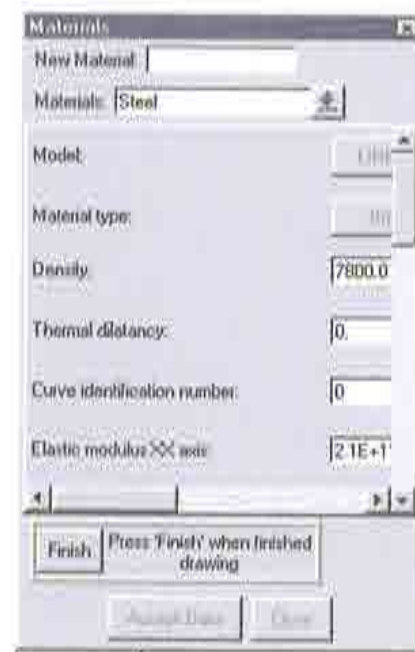 Materials
New Material:
Materials: Steel
Model:
Material type:
Density: 7800.0
Thermal dilatancy: 0.
Curve identification number: 0
Elastic modulus XX axis: 2.1E+1
Finish Press 'Finish' when finished
drawing
Accept Data Close